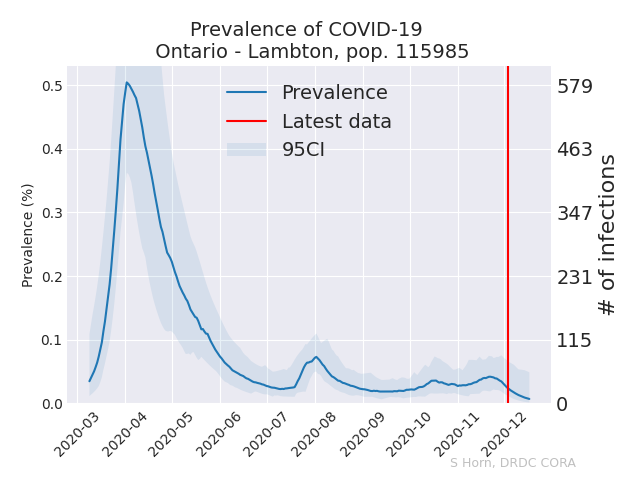 Prevalence of COVID-19
Ontario - Lambton, pop. 115985
Prevalence
Latest data
95CI
Prevalence (%)
0.5
0.4
0.3
0.2
0.1
0.0
579
463
347
231
115
0
# of infections
2020-03
2020-04
2020-05
2020-06
2020-07
2020-08
2020-09
2020-10
2020-11
2020-12
S Horn, DRDC CORA